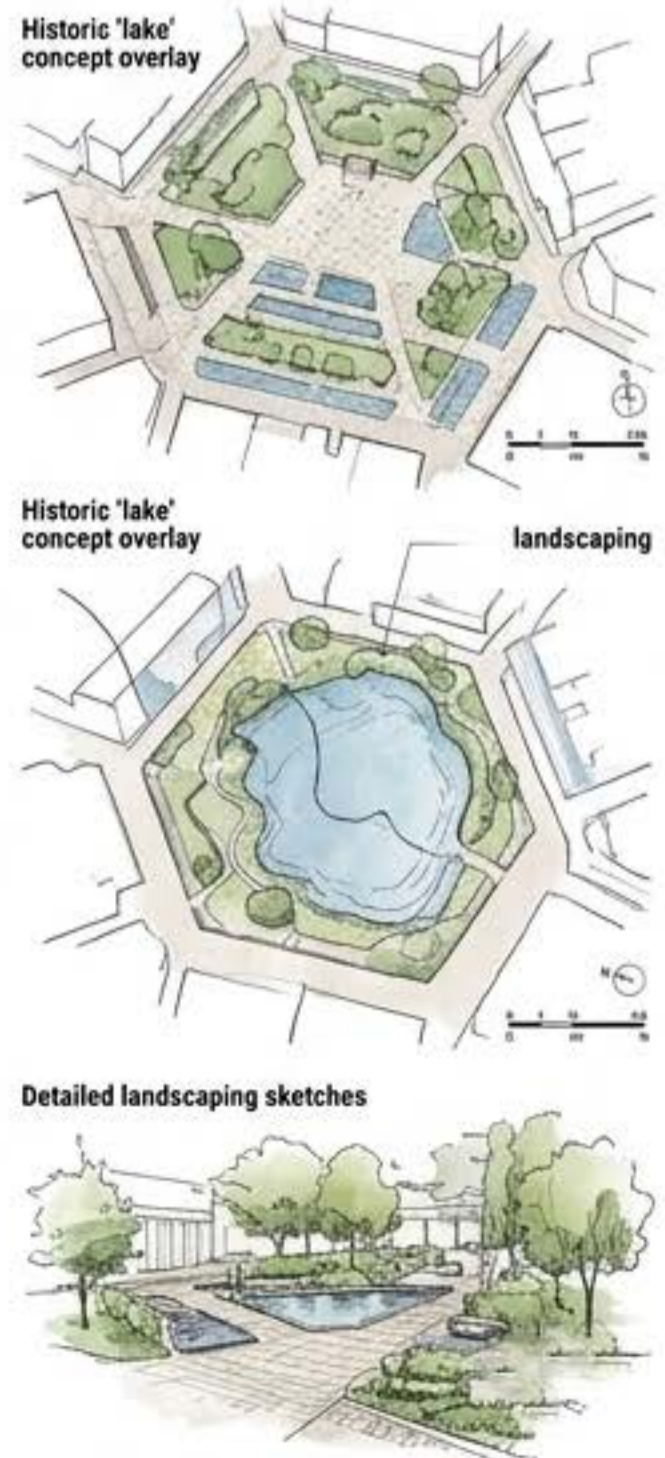 Historic 'lake'
concept overlay
Historic 'lake'
concept overlay
landscaping
N
Detailed landscaping sketches